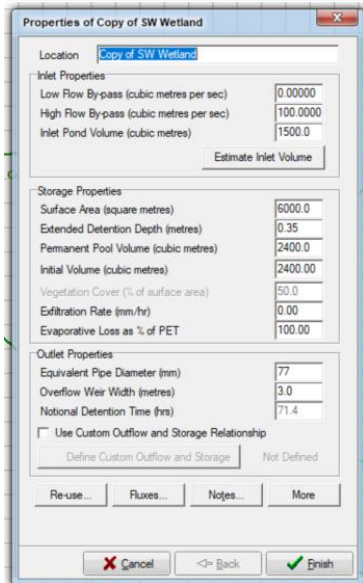 Properties of Copy of SW Wetland
Location Copy of SW Wetland
Inlet Properties
Low Flow By-pass (cubic metres per sec) 0.00000
High Flow By-pass (cubic metres per sec) 100.0000
Inlet Pond Volume (cubic metres) 1500.0
Estimate Inlet Volume
Storage Properties
Surface Area (square metres) 6000.0
Extended Detention Depth (metres) 0.35
Permanent Pool Volume (cubic metres) 2400.0
Initial Volume (cubic metres) 2400.00
Vegetation Cover (% of surface area) 50.0
Exfiltration Rate (mm/hr) 0.00
Evaporative Loss as % of PET 100.00
Outlet Properties
Equivalent Pipe Diameter (mm) 77
Overflow Weir Width (metres) 3.0
Notional Detention Time (hrs) 71.4
Use Custom Outflow and Storage Relationship
Define Custom Outflow and Storage Not Defined
Re-use... Fluxes... Notes... More
Cancel Back Finish